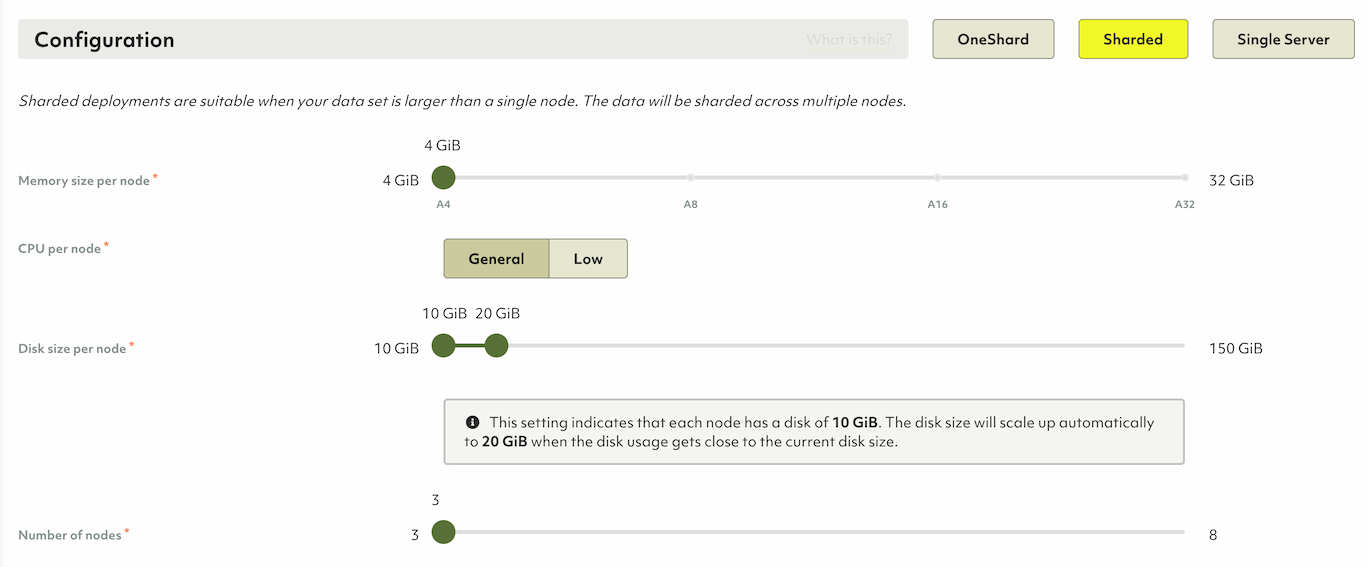 Configuration What is this? OneShard Sharded Single Server
Sharded deployments are suitable when your data set is larger than a single node. The data will be sharded across multiple nodes.
4 GiB
Memory size per node * 4 GiB 32 GiB
A4 A8 A16 A32
CPU per node * General Low
10 GiB 20 GiB
Disk size per node * 10 GiB 150 GiB
This setting indicates that each node has a disk of 10 GiB. The disk size will scale up automatically
to 20 GiB when the disk usage gets close to the current disk size.
3
Number of nodes * 3 8